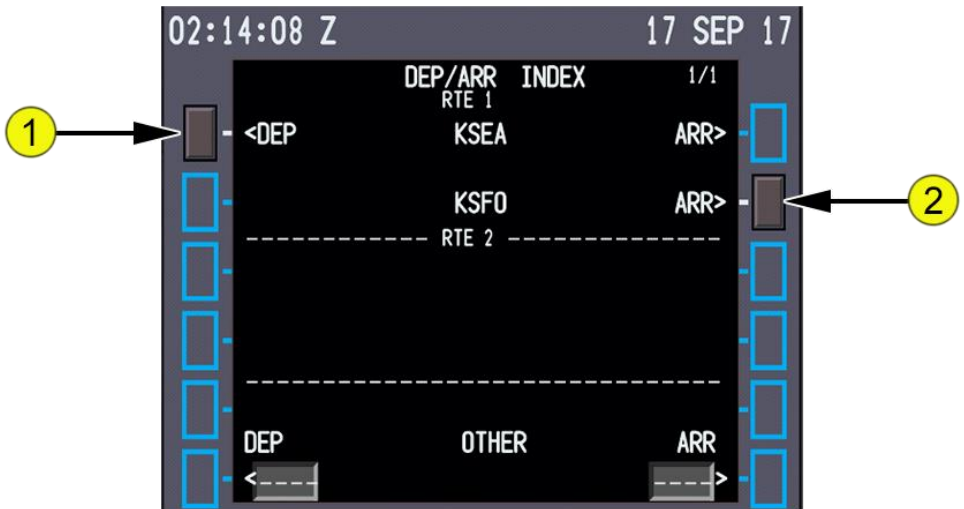 02:14:08 Z 17 SEP 17
DEP/ARR INDEX 1/1
RTE 1
1 <DEP KSEA ARR>
KSFO ARR> 2
------------ RTE 2 ------------
--------------------------------
DEP OTHER ARR
<---- ---->